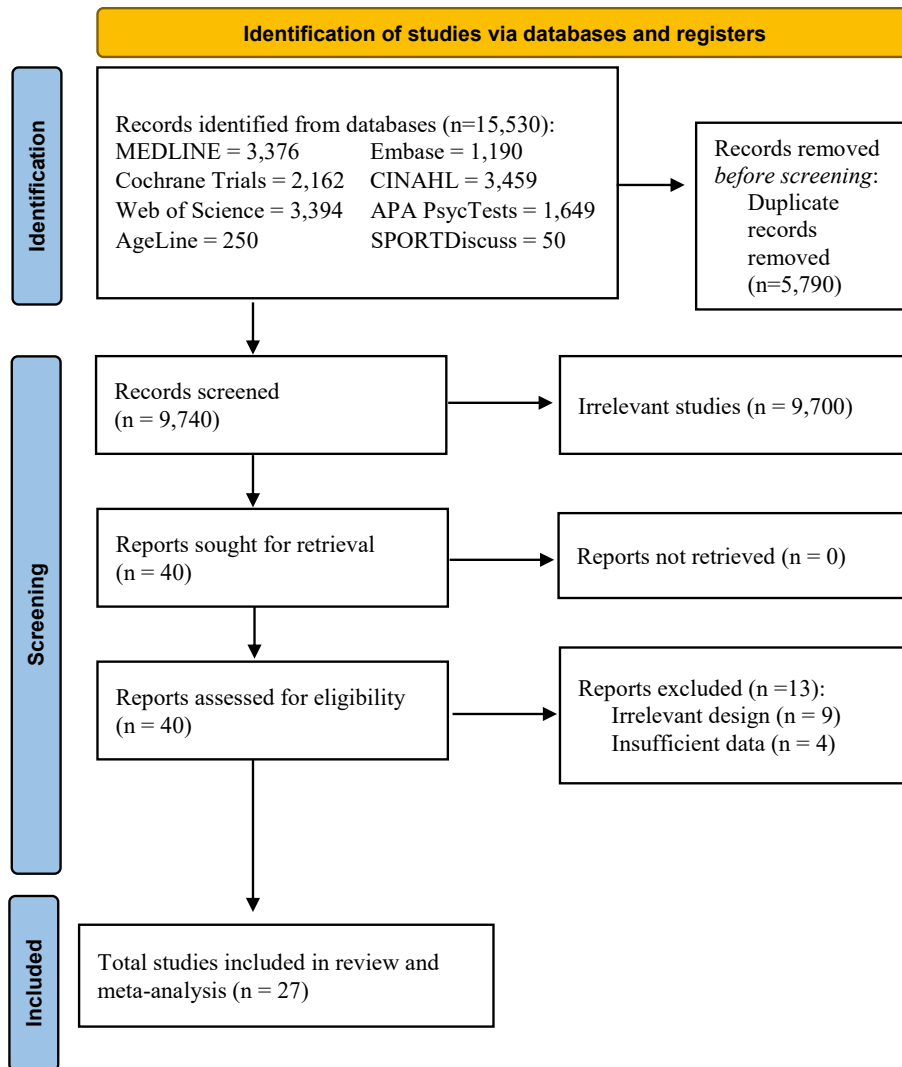 Identification of studies via databases and registers
Identification
Records identified from databases (n=15,530):
MEDLINE = 3,376 Embase = 1,190
Cochrane Trials = 2,162 CINAHL = 3,459
Web of Science = 3,394 APA PsycTests = 1,649
AgeLine = 250 SPORTDiscuss = 50
Records removed
before screening:
Duplicate
records
removed
(n=5,790)
Screening
Records screened
(n = 9,740)
Irrelevant studies (n = 9,700)
Reports sought for retrieval
(n = 40)
Reports not retrieved (n = 0)
Reports assessed for eligibility
(n = 40)
Reports excluded (n =13):
Irrelevant design (n = 9)
Insufficient data (n = 4)
Included
Total studies included in review and
meta-analysis (n = 27)